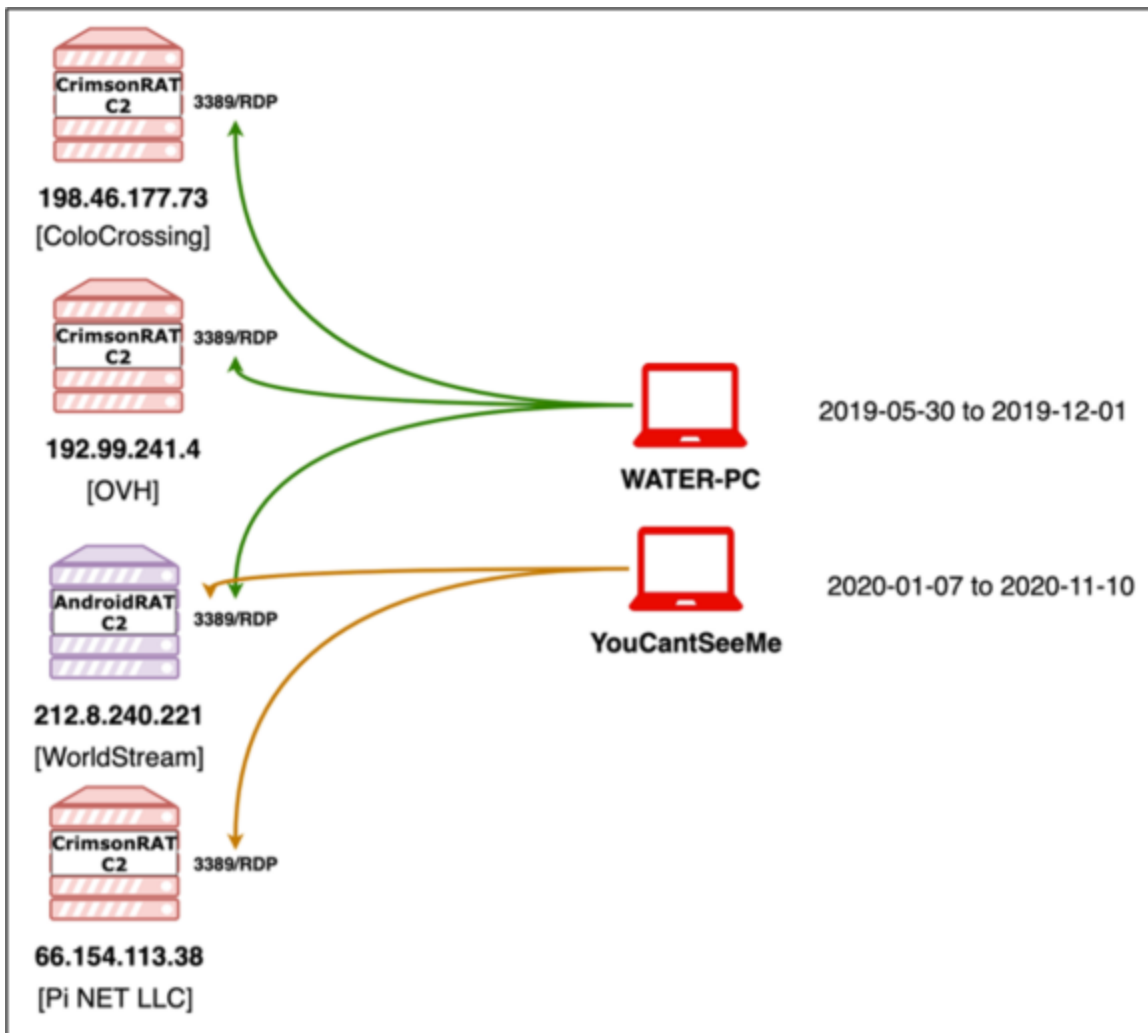 CrimsonRAT
C2
3389/RDP
198.46.177.73
[ColoCrossing]
CrimsonRAT
C2
3389/RDP
192.99.241.4
[OVH]
AndroidRAT
C2
3389/RDP
212.8.240.221
[WorldStream]
CrimsonRAT
C2
3389/RDP
66.154.113.38
[Pi NET LLC]
WATER-PC
2019-05-30 to 2019-12-01
YouCantSeeMe
2020-01-07 to 2020-11-10